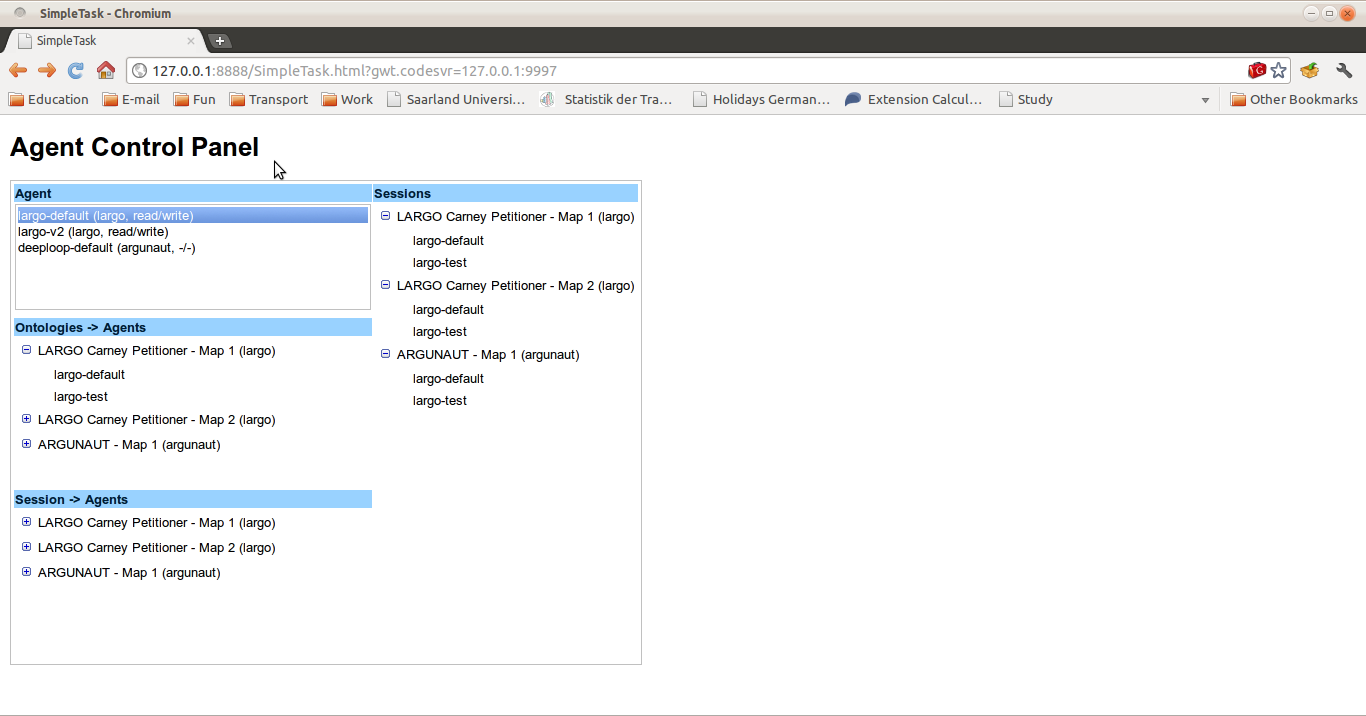 SimpleTask - Chromium
SimpleTask
127.0.0.1:8888/SimpleTask.html?gwt.codesvr=127.0.0.1:9997
Education E-mail Fun Transport Work Saarland Universi... Statistik der Tra... Holidays German... Extension Calcul... Study Other Bookmarks
Agent Control Panel
Agent
largo-default (largo, read/write)
largo-v2 (largo, read/write)
deeploop-default (argunaut, -/-)
Ontologies -> Agents
LARGO Carney Petitioner - Map 1 (largo)
largo-default
largo-test
LARGO Carney Petitioner - Map 2 (largo)
ARGUNAUT - Map 1 (argunaut)
Session -> Agents
LARGO Carney Petitioner - Map 1 (largo)
LARGO Carney Petitioner - Map 2 (largo)
ARGUNAUT - Map 1 (argunaut)
Sessions
LARGO Carney Petitioner - Map 1 (largo)
largo-default
largo-test
LARGO Carney Petitioner - Map 2 (largo)
largo-default
largo-test
ARGUNAUT - Map 1 (argunaut)
largo-default
largo-test